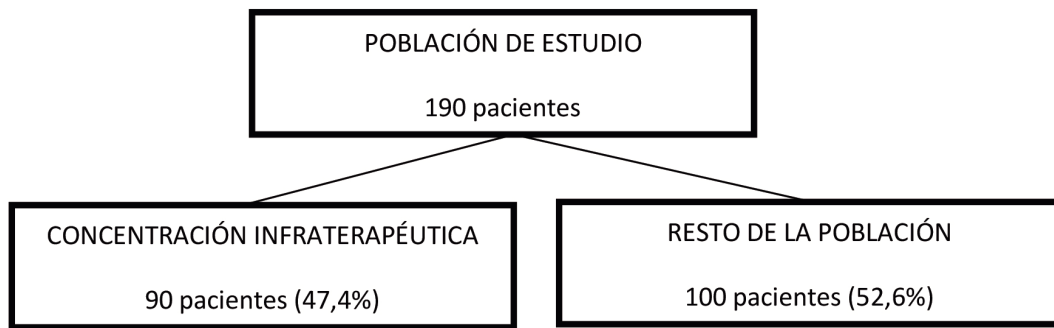 POBLACIÓN DE ESTUDIO
190 pacientes
CONCENTRACIÓN INFRATERAPÉUTICA
90 pacientes (47,4%)
RESTO DE LA POBLACIÓN
100 pacientes (52,6%)